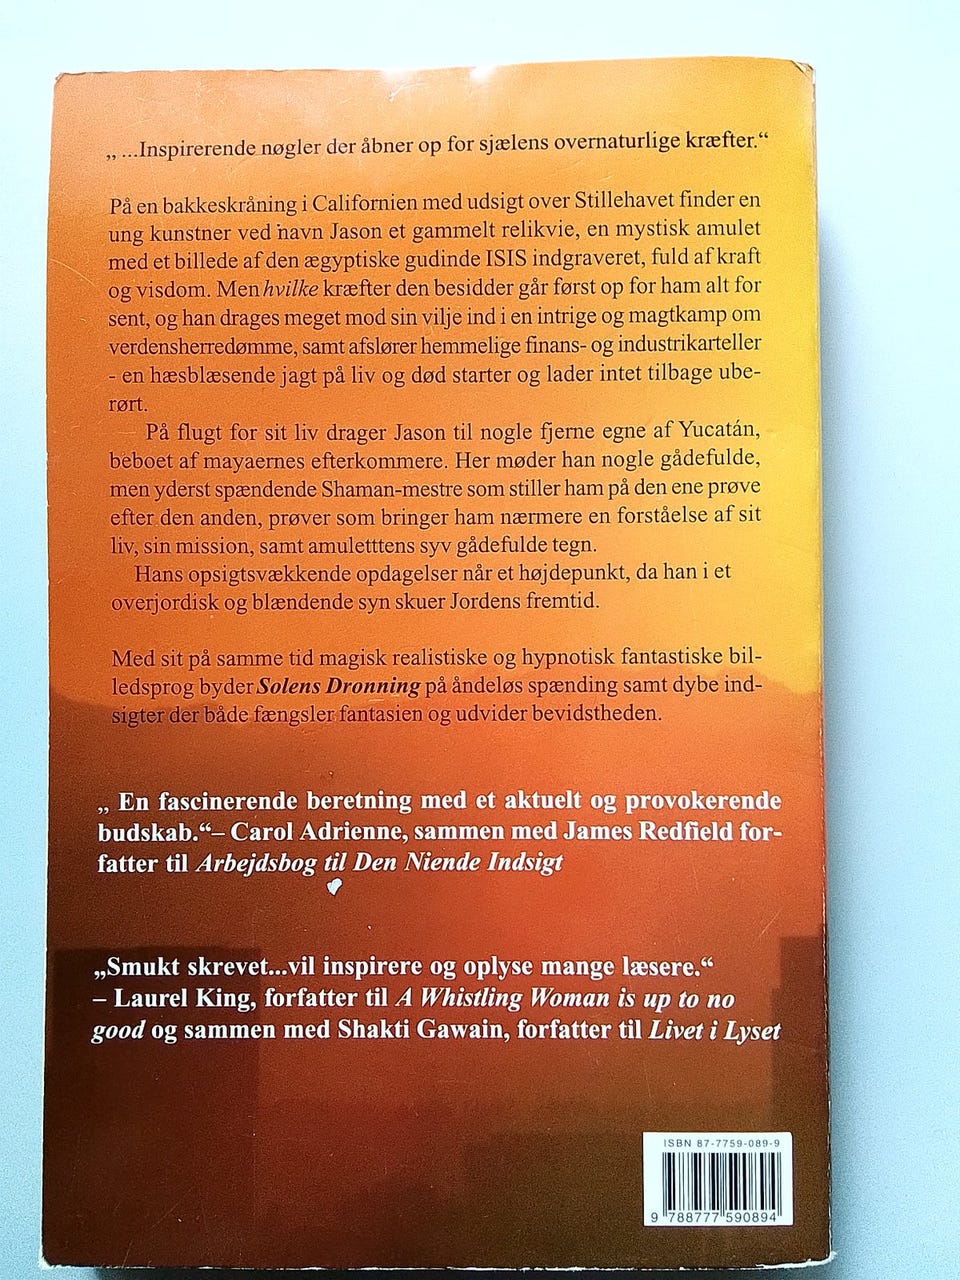 „ ...Inspirerende nøgler der åbner op for sjælens overnaturlige kræfter.“
På en bakkeskråning i Californien med udsigt over Stillehavet finder en
ung kunstner ved navn Jason et gammelt relikvie, en mystisk amulet
med et billede af den ægyptiske gudinde ISIS indgraveret, fuld af kraft
og visdom. Men hvilke kræfter den besidder går først op for ham alt for
sent, og han drages meget mod sin vilje ind i en intrige og magtkamp om
verdensherredømme, samt afslører hemmelige finans- og industrikarteller
- en hæsblæsende jagt på liv og død starter og lader intet tilbage ube-
rørt.
På flugt for sit liv drager Jason til nogle fjerne egne af Yucatán,
beboet af mayaernes efterkommere. Her møder han nogle gådefulde,
men yderst spændende Shaman-mestre som stiller ham på den ene prøve
efter den anden, prøver som bringer ham nærmere en forståelse af sit
liv, sin mission, samt amuletttens syv gådefulde tegn.
Hans opsigtsvækkende opdagelser når et højdepunkt, da han i et
overjordisk og blændende syn skuer Jordens fremtid.
Med sit på samme tid magisk realistiske og hypnotisk fantastiske bil-
ledsprog byder Solens Dronning på åndeløs spænding samt dybe ind-
sigter der både fængsler fantasien og udvider bevidstheden.
„ En fascinerende beretning med et aktuelt og provokerende
budskab.“– Carol Adrienne, sammen med James Redfield for-
fatter til Arbejdsbog til Den Niende Indsigt
„Smukt skrevet...vil inspirere og oplyse mange læsere.“
– Laurel King, forfatter til A Whistling Woman is up to no
good og sammen med Shakti Gawain, forfatter til Livet i Lyset
ISBN 87-7759-089-9
9 788777 590894